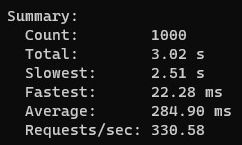 Summary:
Count: 1000
Total: 3.02 s
Slowest: 2.51 s
Fastest: 22.28 ms
Average: 284.90 ms
Requests/sec: 330.58